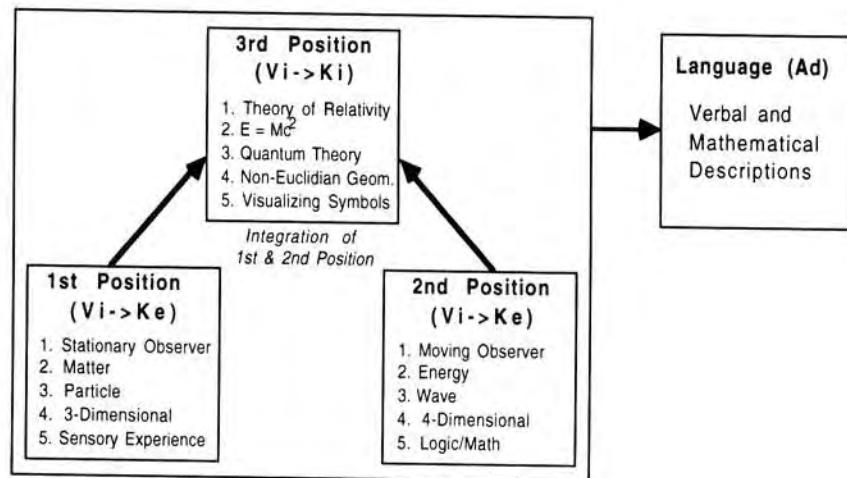 3rd Position
(Vi->Ki)
1. Theory of Relativity
2. E = Mc²
3. Quantum Theory
4. Non-Euclidian Geom.
5. Visualizing Symbols
Integration of
1st & 2nd Position
1st Position
(Vi->Ke)
1. Stationary Observer
2. Matter
3. Particle
4. 3-Dimensional
5. Sensory Experience
2nd Position
(Vi->Ke)
1. Moving Observer
2. Energy
3. Wave
4. 4-Dimensional
5. Logic/Math
Language (Ad)
Verbal and
Mathematical
Descriptions